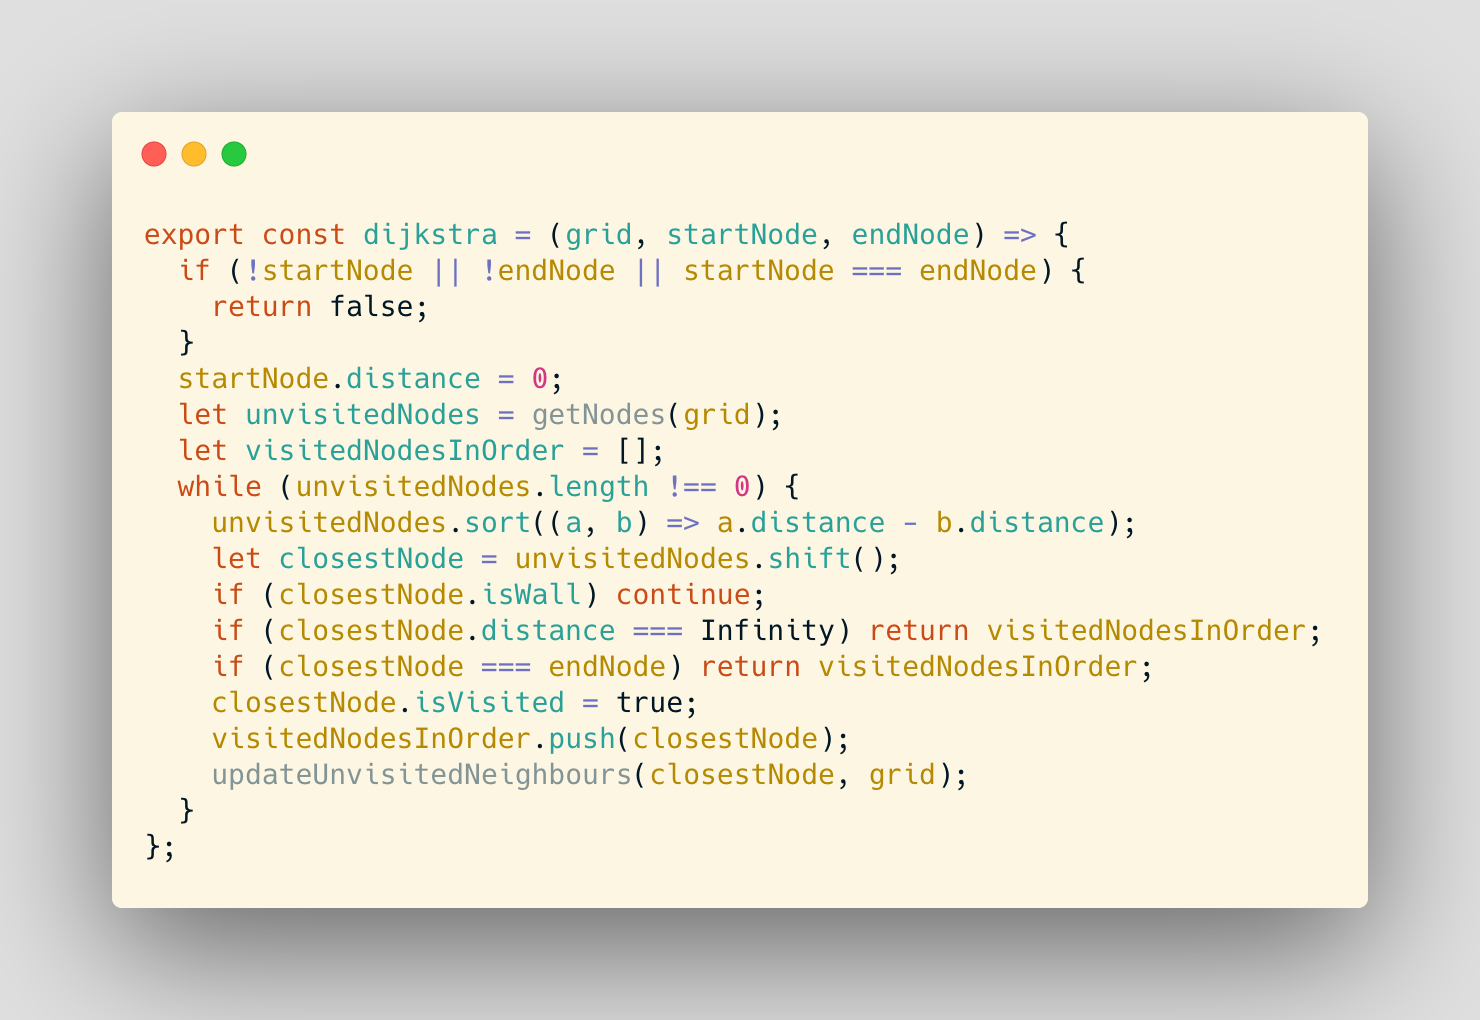 export const dijkstra = (grid, startNode, endNode) => {
  if (!startNode || !endNode || startNode === endNode) {
    return false;
  }
  startNode.distance = 0;
  let unvisitedNodes = getNodes(grid);
  let visitedNodesInOrder = [];
  while (unvisitedNodes.length !== 0) {
    unvisitedNodes.sort((a, b) => a.distance - b.distance);
    let closestNode = unvisitedNodes.shift();
    if (closestNode.isWall) continue;
    if (closestNode.distance === Infinity) return visitedNodesInOrder;
    if (closestNode === endNode) return visitedNodesInOrder;
    closestNode.isVisited = true;
    visitedNodesInOrder.push(closestNode);
    updateUnvisitedNeighbours(closestNode, grid);
  }
};